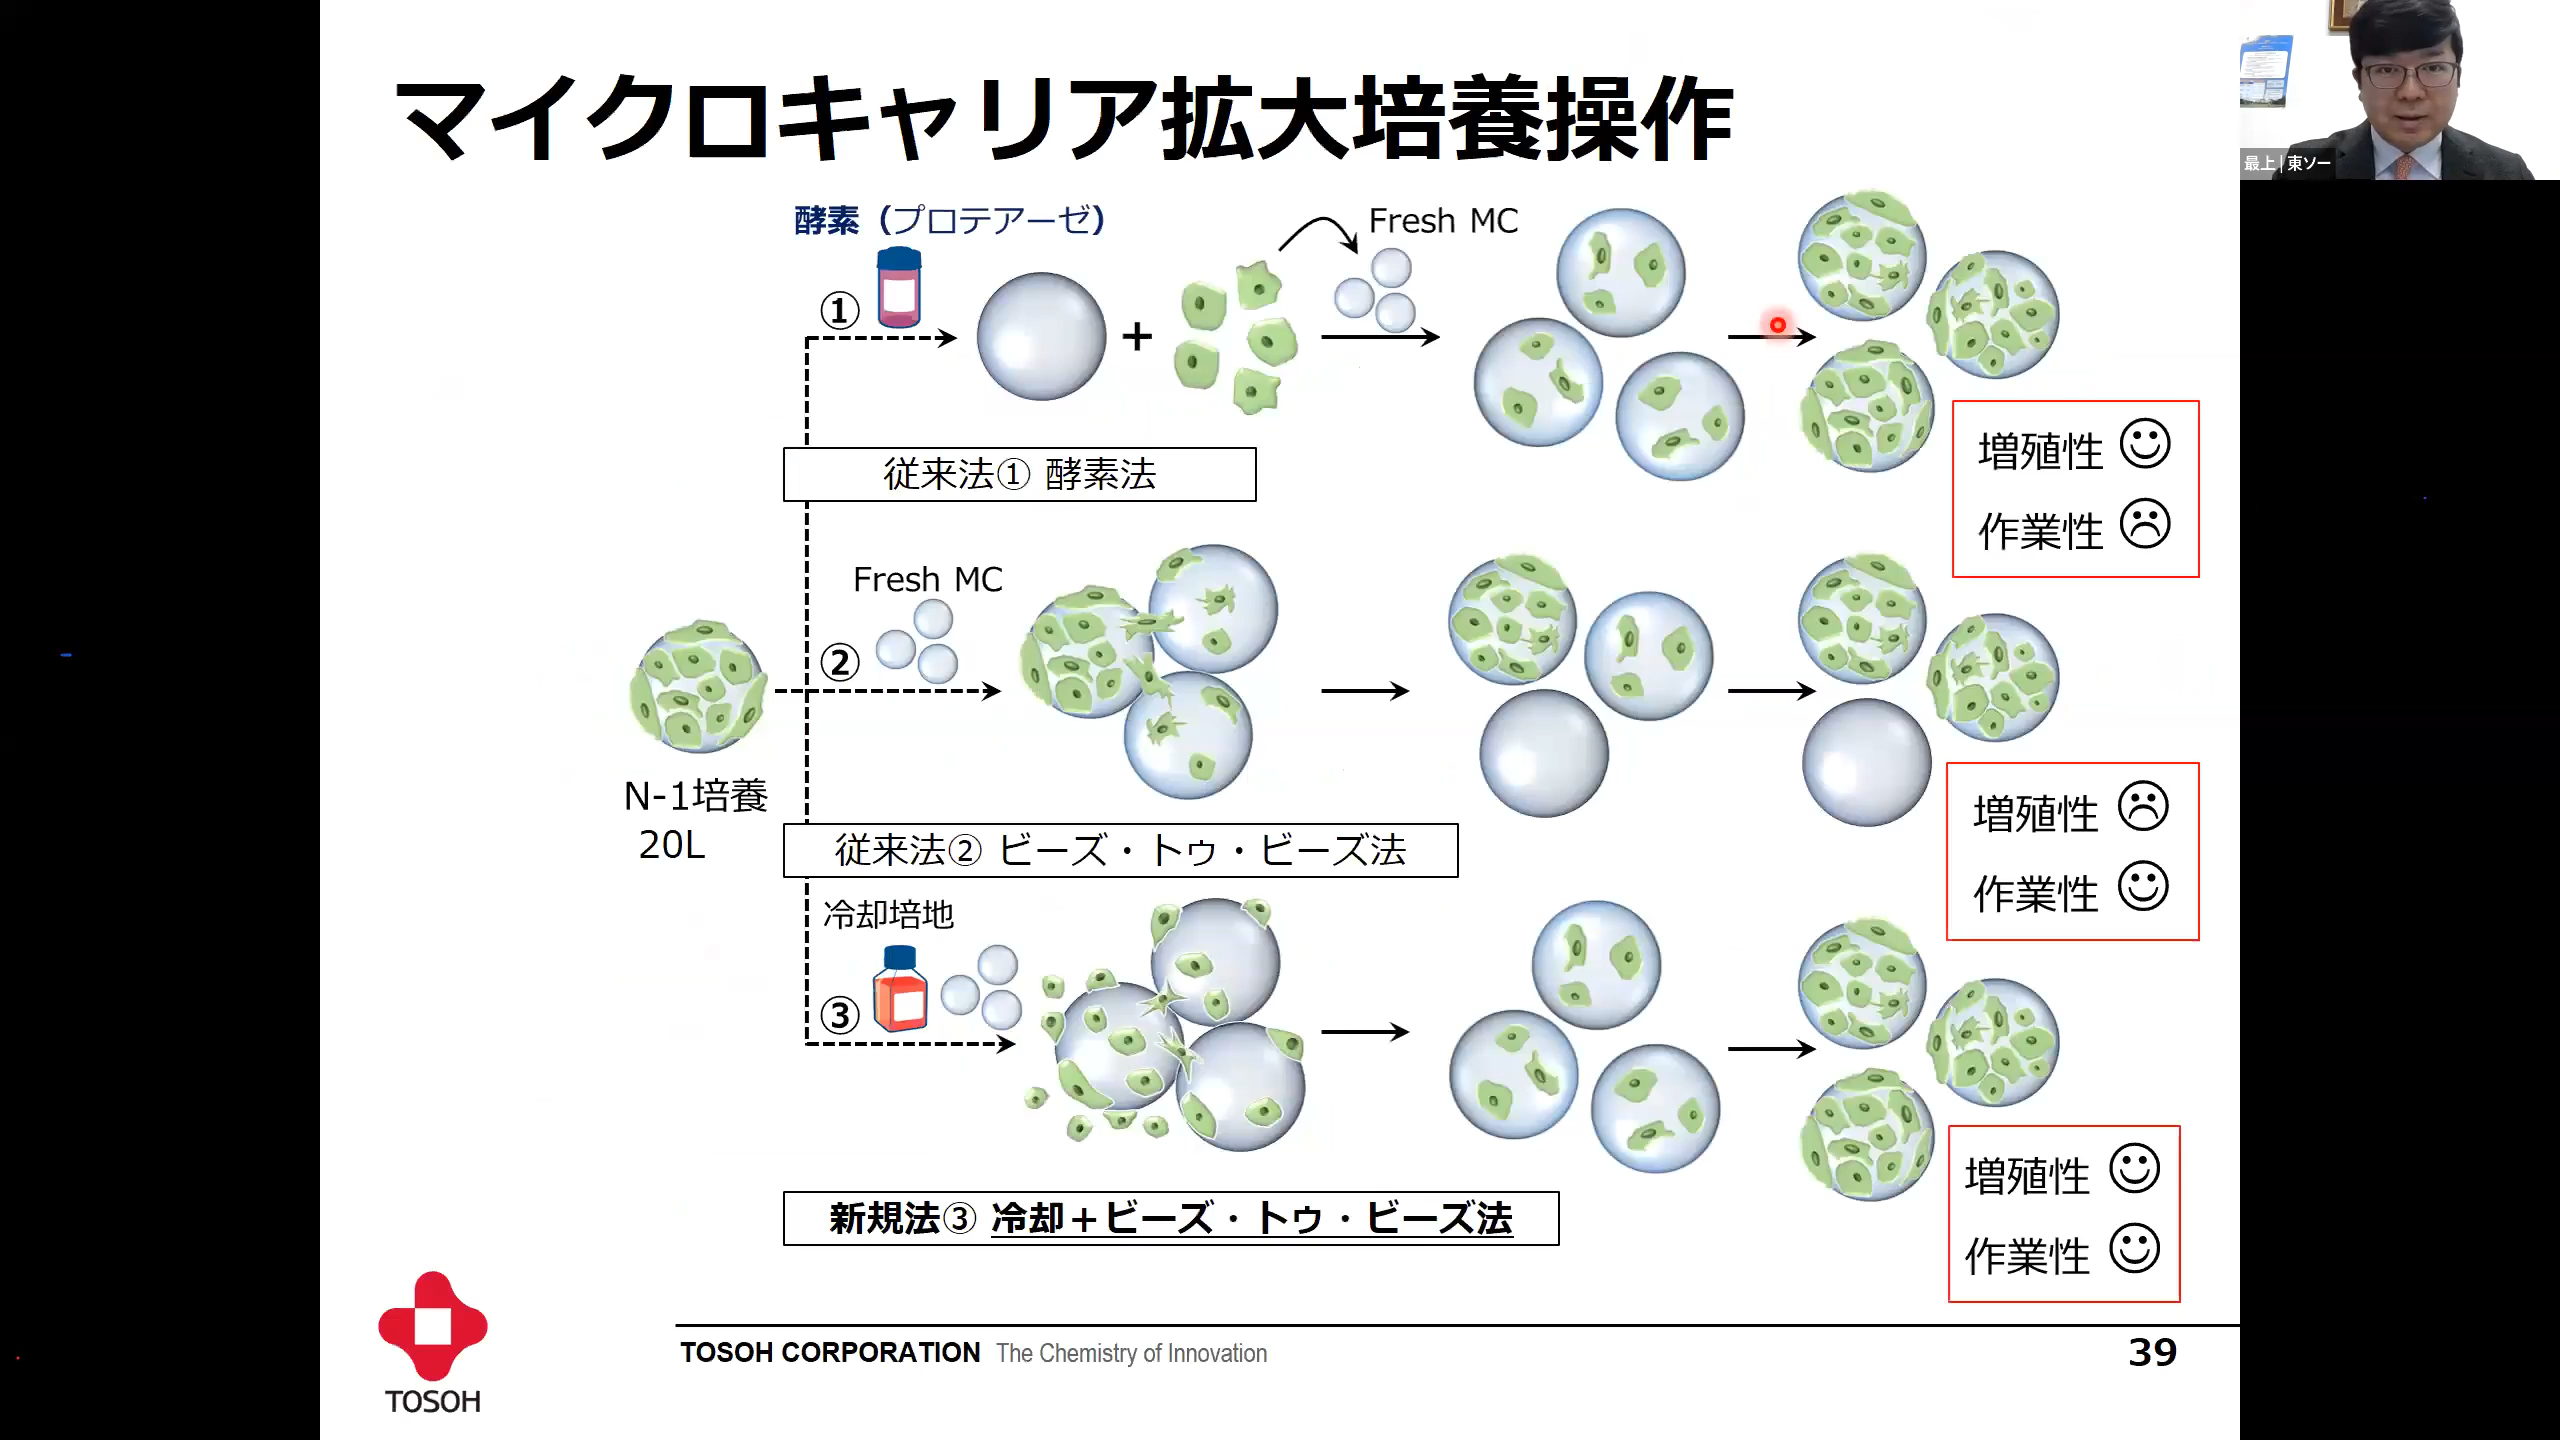 マイクロキャリア拡大培養操作
最上|東ソー
酵素（プロテアーゼ）
Fresh MC
①
+
従来法① 酵素法
増殖性
作業性
Fresh MC
②
N-1培養
20L
従来法② ビーズ・トゥ・ビーズ法
増殖性
作業性
冷却培地
③
新規法③ 冷却＋ビーズ・トゥ・ビーズ法
増殖性
作業性
TOSOH
TOSOH CORPORATION The Chemistry of Innovation
39